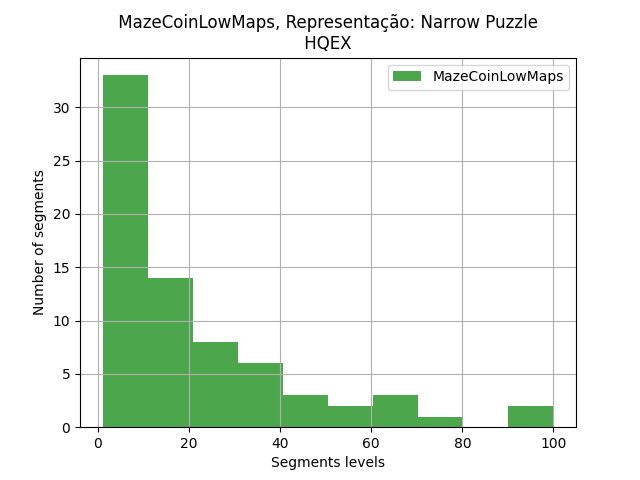 MazeCoinLowMaps, Representação: Narrow Puzzle
HQEX
MazeCoinLowMaps
Number of segments
30
25
20
15
10
5
0
0 20 40 60 80 100
Segments levels